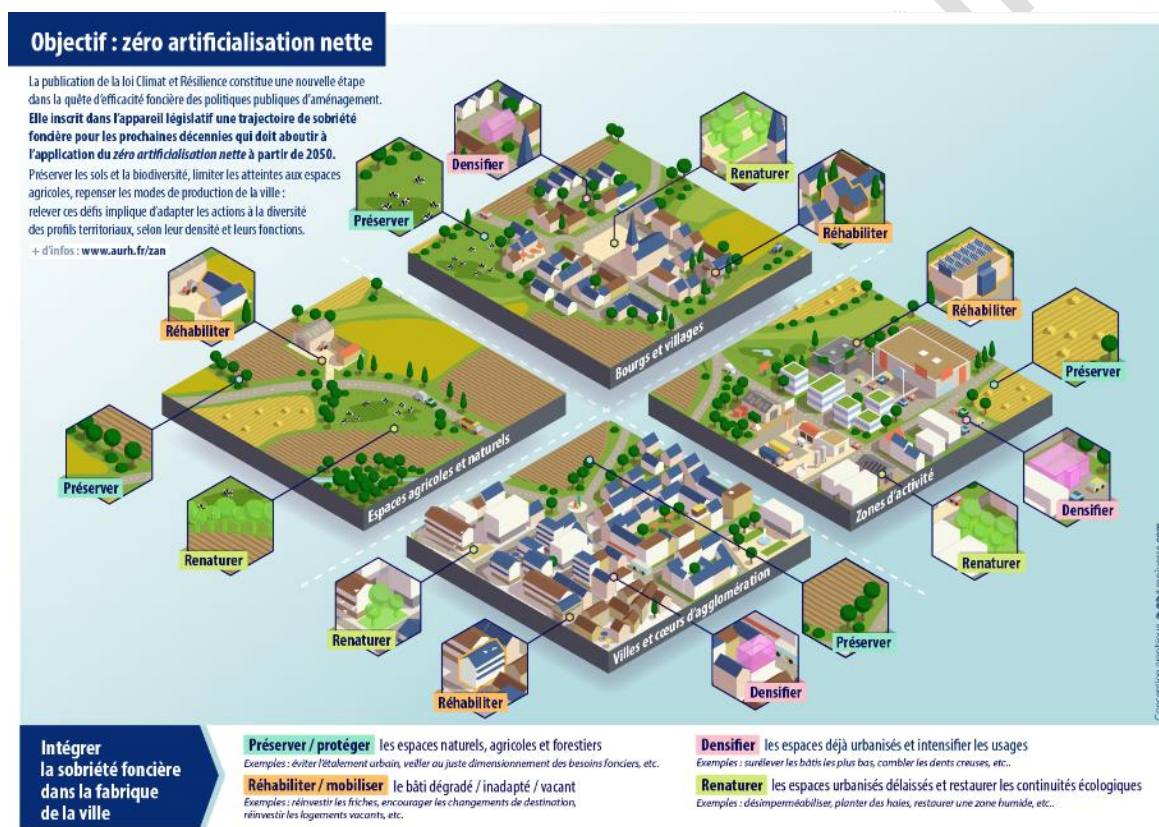 Objectif : zéro artificialisation nette
La publication de la loi Climat et Résilience constitue une nouvelle étape
dans la quête d'efficacité foncière des politiques publiques d'aménagement.
Elle inscrit dans l'appareil législatif une trajectoire de sobriété
foncière pour les prochaines décennies qui doit aboutir à
l'application du zéro artificialisation nette à partir de 2050.
Préserver les sols et la biodiversité, limiter les atteintes aux espaces
agricoles, repenser les modes de production de la ville :
relever ces défis implique d'adapter les actions à la diversité
des profils territoriaux, selon leur densité et leurs fonctions.
+ d'infos : www.aurh.fr/zan
Densifier
Renaturer
Préserver
Réhabiliter
Bourgs et villages
Réhabiliter
Préserver
Renaturer
Espaces agricoles et naturels
Réhabiliter
Préserver
Densifier
Renaturer
Zones d'activité
Renaturer
Réhabiliter
Densifier
Préserver
Villes et cœurs d'agglomération
Conception graphique
Intégrer
la sobriété foncière
dans la fabrique
de la ville
Préserver / protéger les espaces naturels, agricoles et forestiers
Exemples : éviter l'étalement urbain, veiller au juste dimensionnement des besoins fonciers, etc.
Réhabiliter / mobiliser le bâti dégradé / inadapté / vacant
Exemples : réinvestir les friches, encourager les changements de destination,
réinvestir les logements vacants, etc.
Densifier les espaces déjà urbanisés et intensifier les usages
Exemples : surélever les bâtis les plus bas, combler les dents creuses, etc..
Renaturer les espaces urbanisés délaissés et restaurer les continuités écologiques
Exemples : désimperméabiliser, planter des haies, restaurer une zone humide, etc..